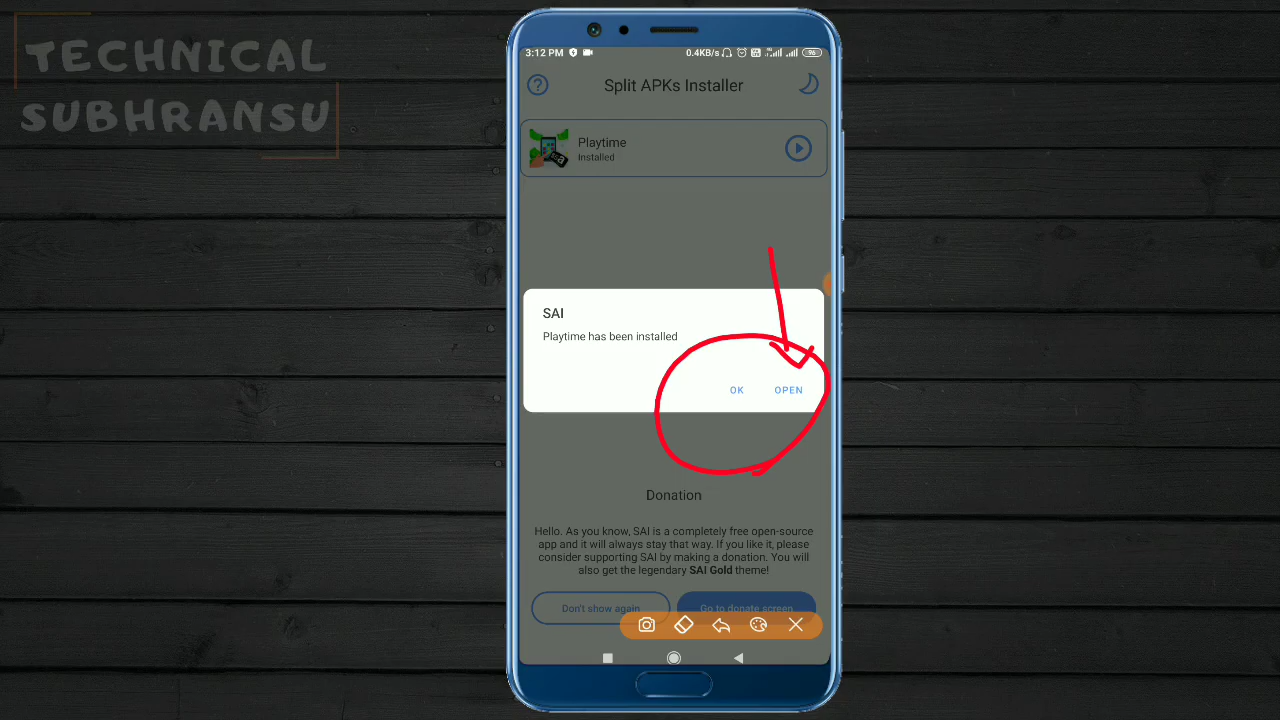 TECHNICAL
SUBHRANSU
3:12 PM 0.4KB/s 96
Split APKs Installer
Playtime
Installed
SAI
Playtime has been installed
OK OPEN
Donation
Hello. As you know, SAI is a completely free open-source
app and it will always stay that way. If you like it, please
consider supporting SAI by making a donation. You will
also get the legendary SAI Gold theme!
Don't show again Go to donate screen